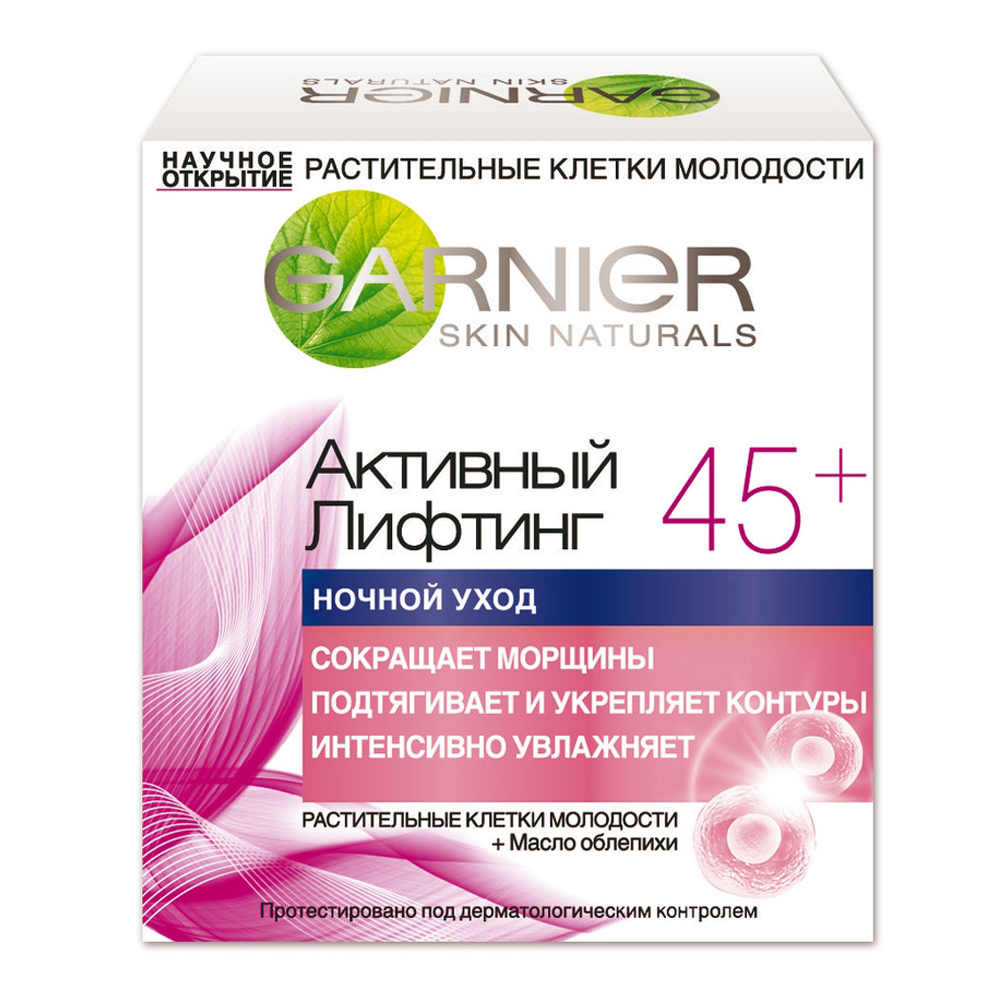 GARNIER
SKIN NATURALS
НАУЧНОЕ
ОТКРЫТИЕ
РАСТИТЕЛЬНЫЕ КЛЕТКИ МОЛОДОСТИ
GARNIER
SKIN NATURALS
Активный
Лифтинг
45+
НОЧНОЙ УХОД
СОКРАЩАЕТ МОРЩИНЫ
ПОДТЯГИВАЕТ И УКРЕПЛЯЕТ КОНТУРЫ
ИНТЕНСИВНО УВЛАЖНЯЕТ
РАСТИТЕЛЬНЫЕ КЛЕТКИ МОЛОДОСТИ
+ Масло облепихи
Протестировано под дерматологическим контролем